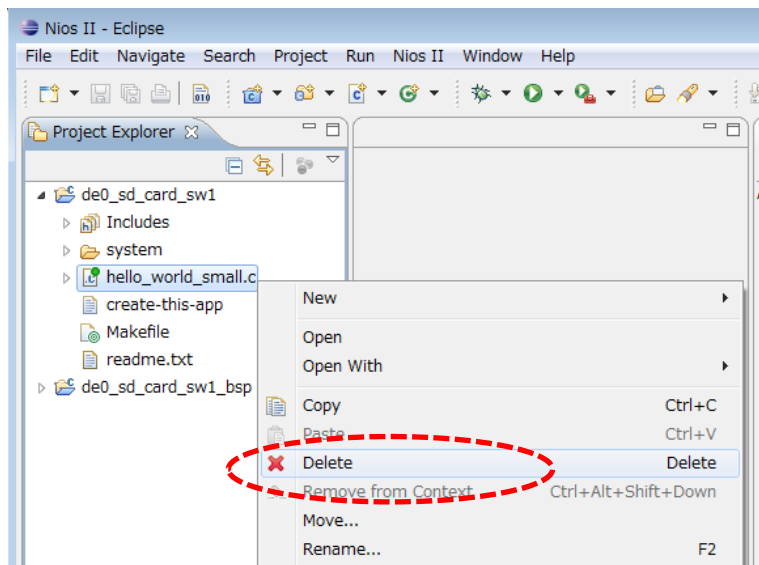 Nios II - Eclipse
File Edit Navigate Search Project Run Nios II Window Help
010
Project Explorer
de0_sd_card_sw1
Includes
system
hello_world_small.c
create-this-app
Makefile
readme.txt
de0_sd_card_sw1_bsp
New
Open
Open With
Copy Ctrl+C
Paste Ctrl+V
Delete Delete
Remove from Context Ctrl+Alt+Shift+Down
Move...
Rename... F2